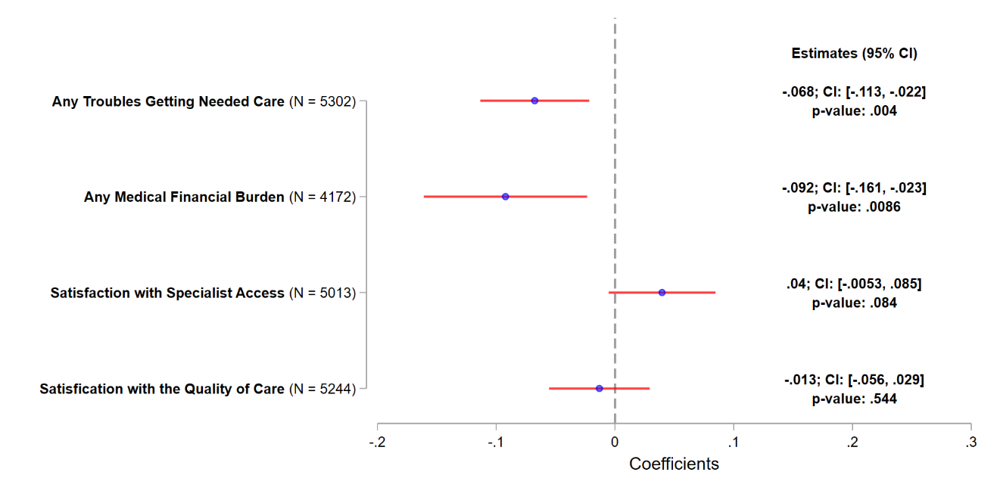 Estimates (95% CI)
Any Troubles Getting Needed Care (N = 5302)
-.068; CI: [-.113, -.022]
p-value: .004
Any Medical Financial Burden (N = 4172)
-.092; CI: [-.161, -.023]
p-value: .0086
Satisfaction with Specialist Access (N = 5013)
.04; CI: [-.0053, .085]
p-value: .084
Satisfication with the Quality of Care (N = 5244)
-.013; CI: [-.056, .029]
p-value: .544
-.2 -.1 0 .1 .2 .3
Coefficients